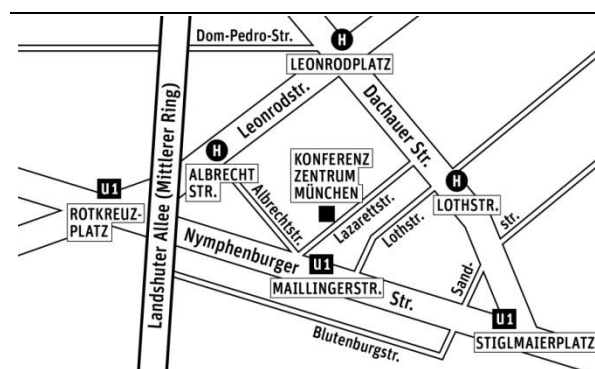 Dom-Pedro-Str.
H
LEONRODPLATZ
Landshuter Allee (Mittlerer Ring)
Leonrodstr.
Dachauer Str.
H
ALBRECHT
STR.
KONFERENZ
ZENTRUM
MÜNCHEN
H
LOTHSTR.
U1
ROTKREUZ-
PLATZ
Albrechtstr.
Lazarettstr.
Lothstr.
Sand-
str.
Nymphenburger
Str.
U1
MAILLINGERSTR.
Blutenburgstr.
U1
STIGLMAIERPLATZ